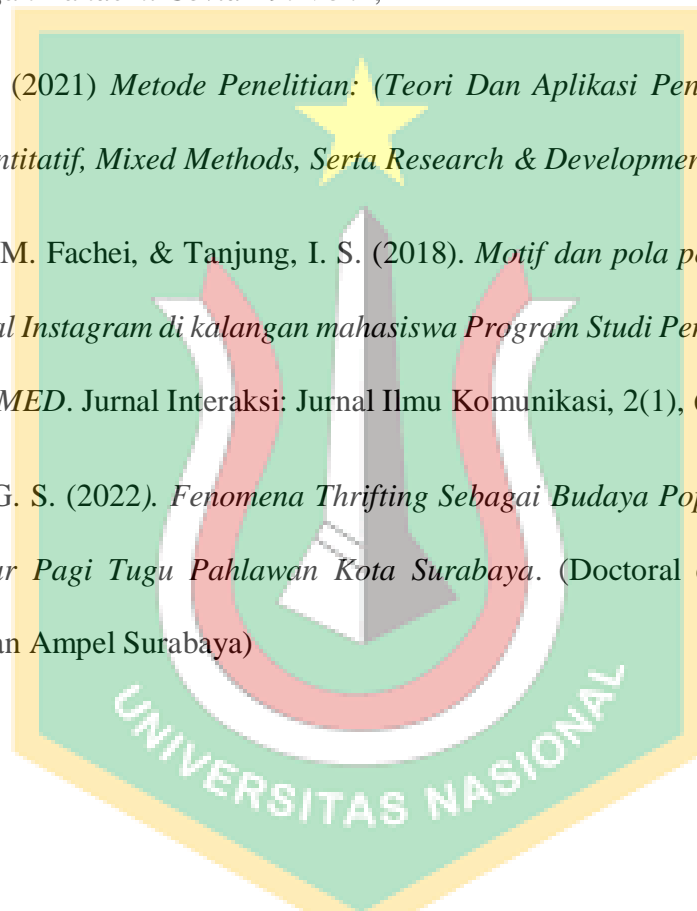 (2021) Metode Penelitian: (Teori Dan Aplikasi Pen
ntitatif, Mixed Methods, Serta Research & Developmen
M. Fachei, & Tanjung, I. S. (2018). Motif dan pola p
al Instagram di kalangan mahasiswa Program Studi Pe
MED. Jurnal Interaksi: Jurnal Ilmu Komunikasi, 2(1),
G. S. (2022). Fenomena Thrifting Sebagai Budaya Pop
ar Pagi Tugu Pahlawan Kota Surabaya. (Doctoral
an Ampel Surabaya)
UNIVERSITAS NASIONAL